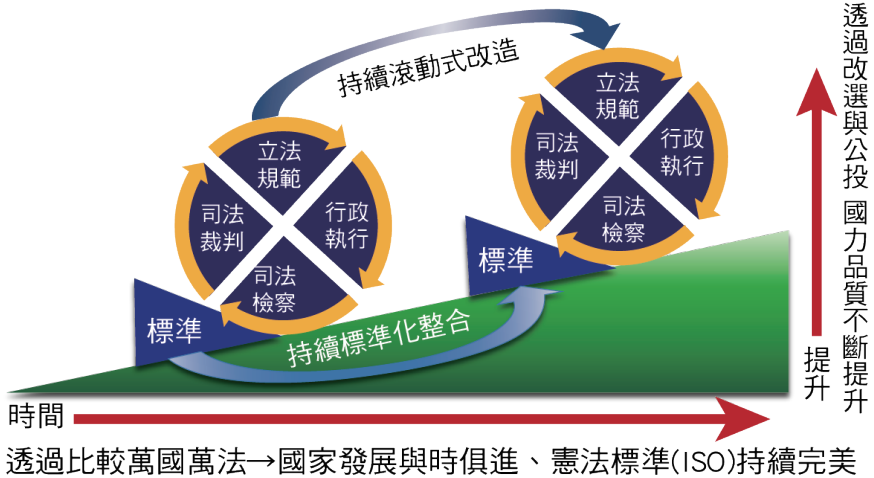 持續滾動式改造
立法
規範
行政
執行
司法
檢察
司法
裁判
標準
立法
規範
行政
執行
司法
檢察
司法
裁判
標準
持續標準化整合
透過改選與公投 國力品質不斷提升
提升
時間
透過比較萬國萬法→國家發展與時俱進、憲法標準(ISO)持續完美